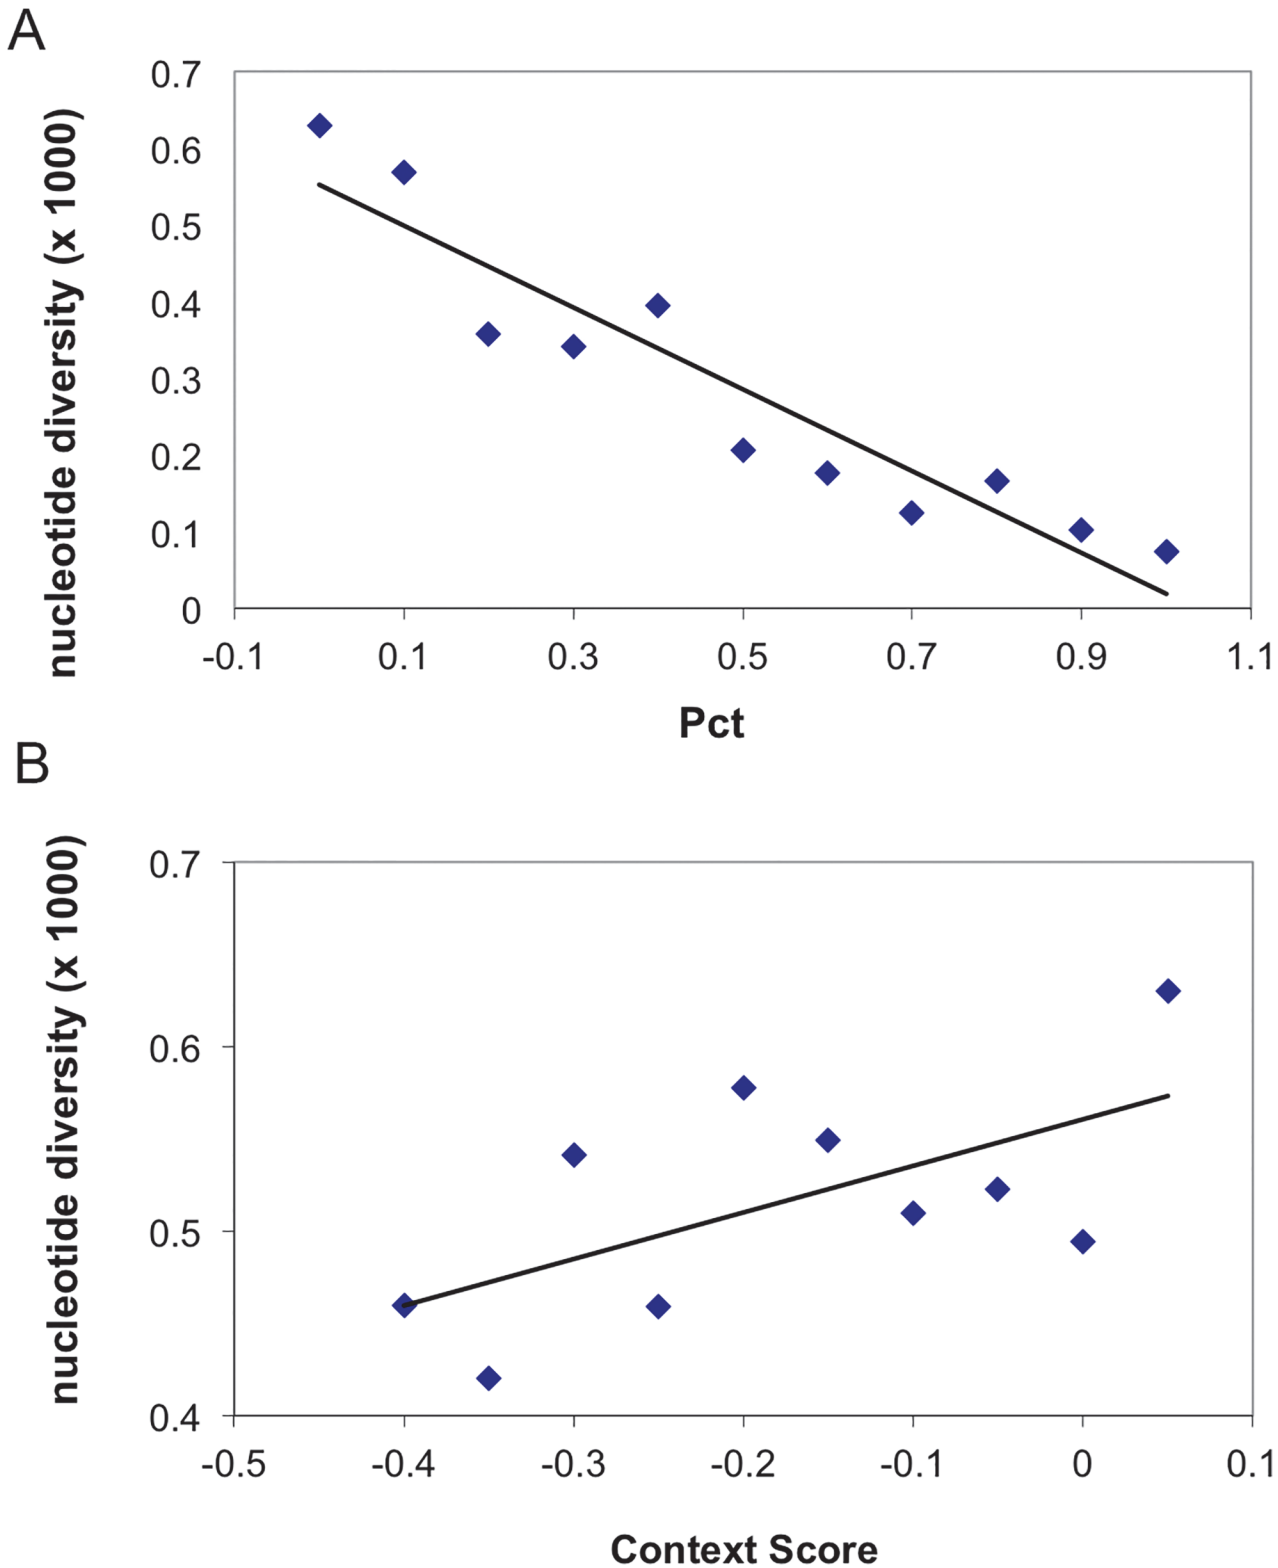 A
nucleotide diversity (x 1000)
0.7
0.6
0.5
0.4
0.3
0.2
0.1
0
-0.1 0.1 0.3 0.5 0.7 0.9 1.1
Pct
B
nucleotide diversity (x 1000)
0.7
0.6
0.5
0.4
-0.5 -0.4 -0.3 -0.2 -0.1 0 0.1
Context Score